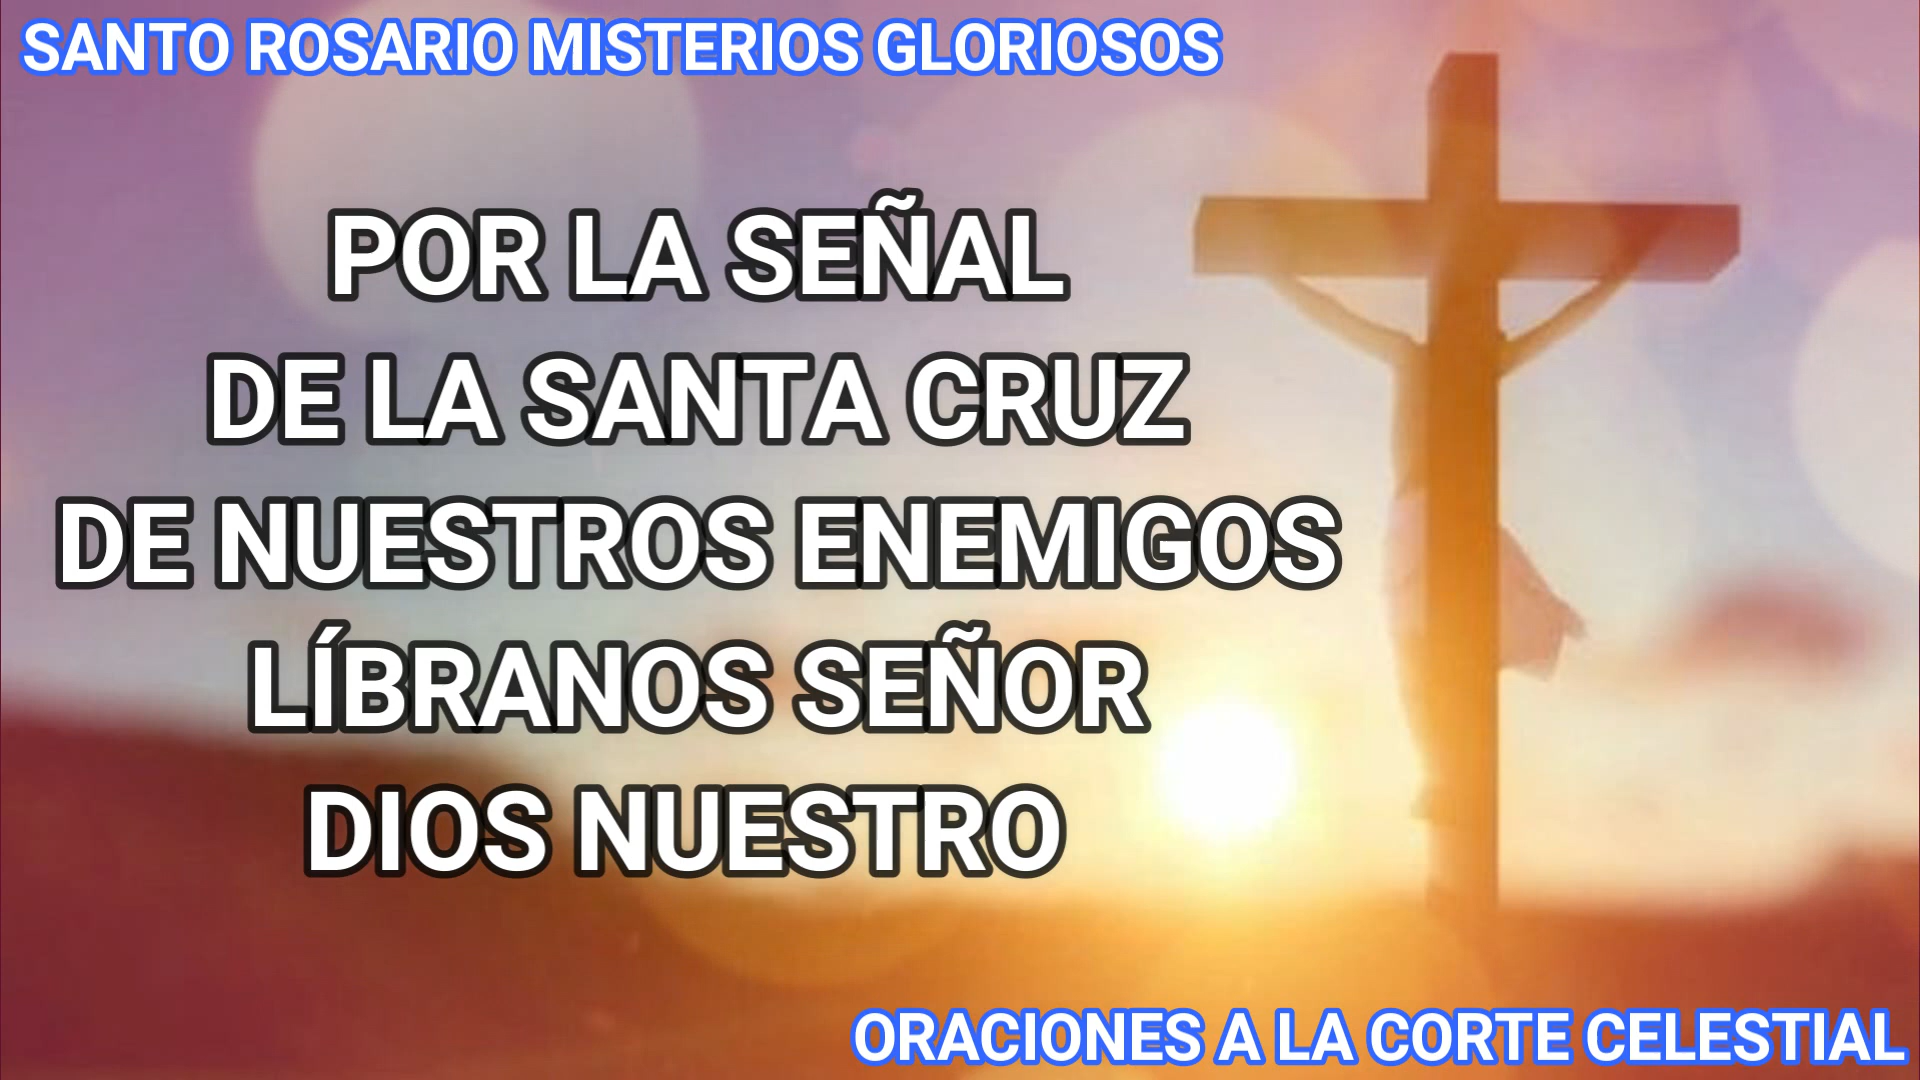 SANTO ROSARIO MISTERIOS GLORIOSOS
POR LA SEÑAL
DE LA SANTA CRUZ
DE NUESTROS ENEMIGOS
LÍBRANOS SEÑOR
DIOS NUESTRO
ORACIONES A LA CORTE CELESTIAL